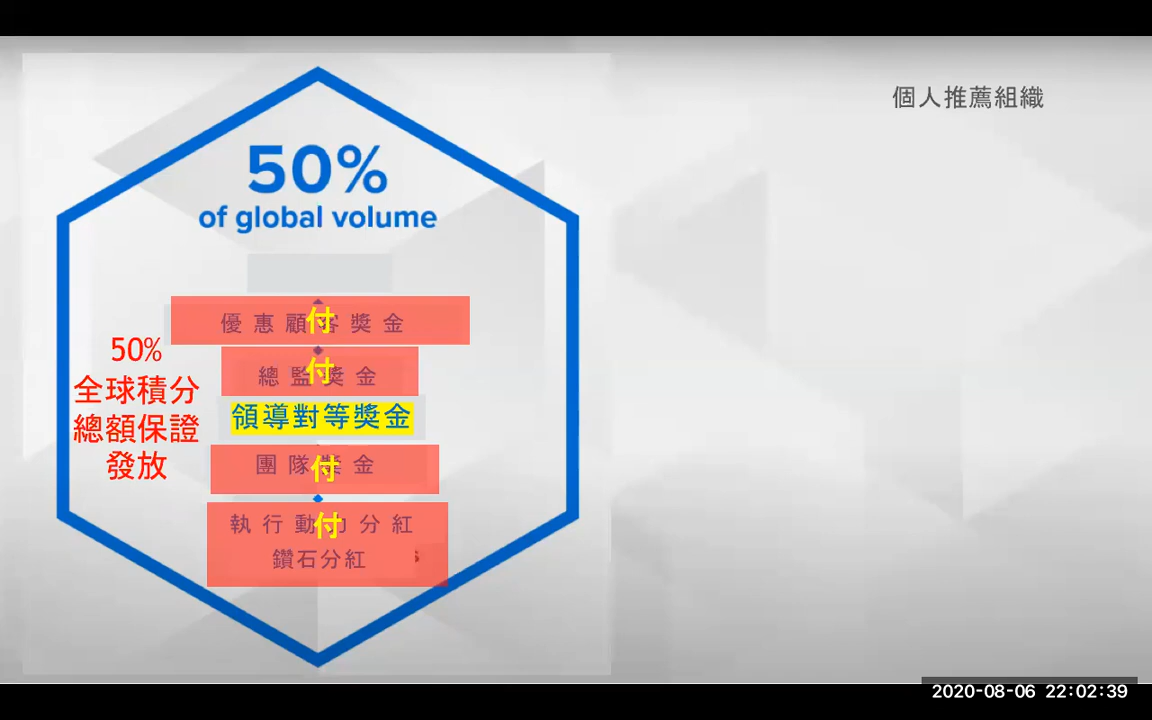 個人推薦組織
50%
of global volume
優惠顧客獎金
付
總監獎金
付
領導對等獎金
團隊獎金
付
執行動力分紅
付
鑽石分紅
s
50%
全球積分
總額保證
發放
2020-08-06 22:02:39